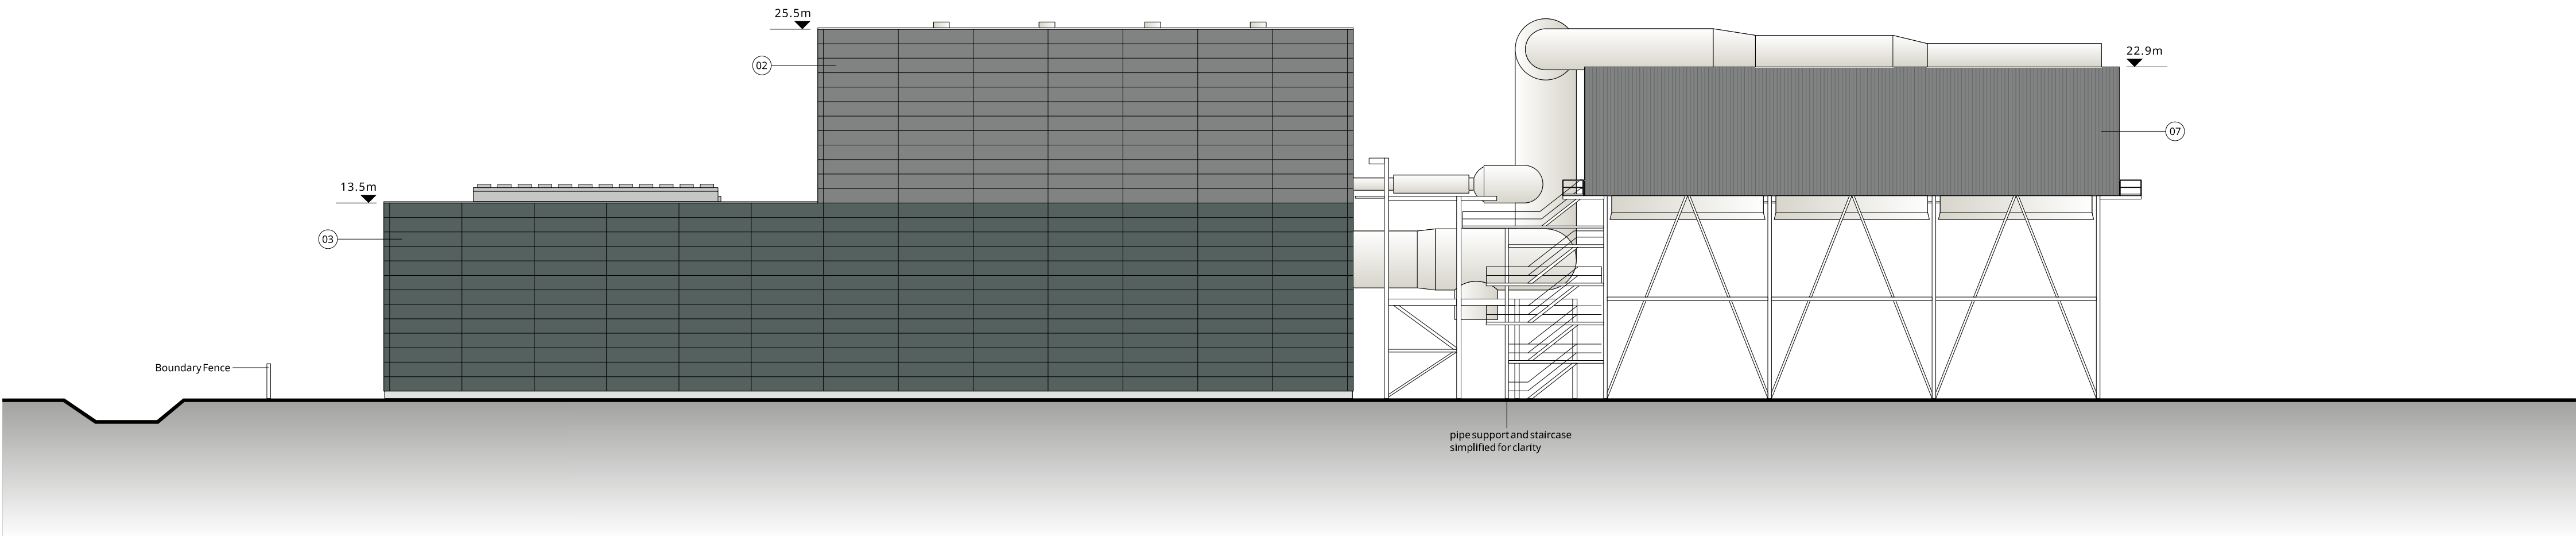 25.5m
02
22.9m
07
13.5m
03
Boundary Fence
pipe support and staircase
simplified for clarity